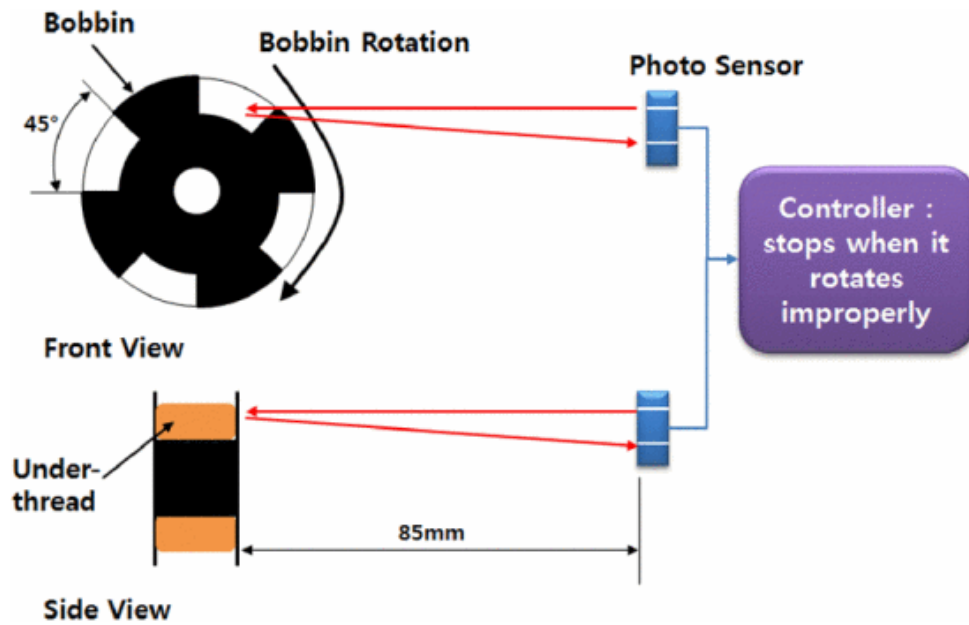 Bobbin
Bobbin Rotation
Photo Sensor
45°
Controller :
stops when it
rotates
improperly
Front View
Under-
thread
85mm
Side View